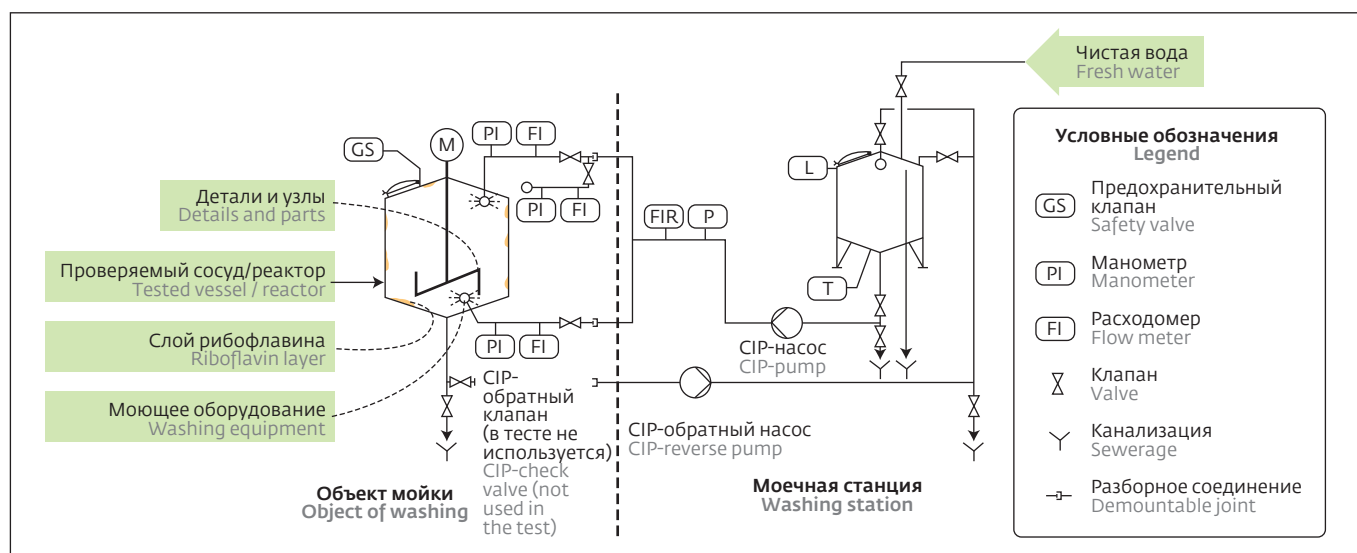 Чистая вода
Fresh water
Условные обозначения
Legend
GS
Предохранительный
клапан
Safety valve
PI
Манометр
Manometer
FI
Расходомер
Flow meter
Клапан
Valve
Канализация
Sewerage
Разборное соединение
Demountable joint
GS
M
PI
FI
PI
FI
L
FIR
P
T
PI
FI
Детали и узлы
Details and parts
Проверяемый сосуд/реактор
Tested vessel / reactor
Слой рибофлавина
Riboflavin layer
Моющее оборудование
Washing equipment
CIP-насос
CIP-pump
CIP-
обратный
клапан
(в тесте не
используется)
CIP-check
valve (not
used in
the test)
CIP-обратный насос
CIP-reverse pump
Объект мойки
Object of washing
Моечная станция
Washing station